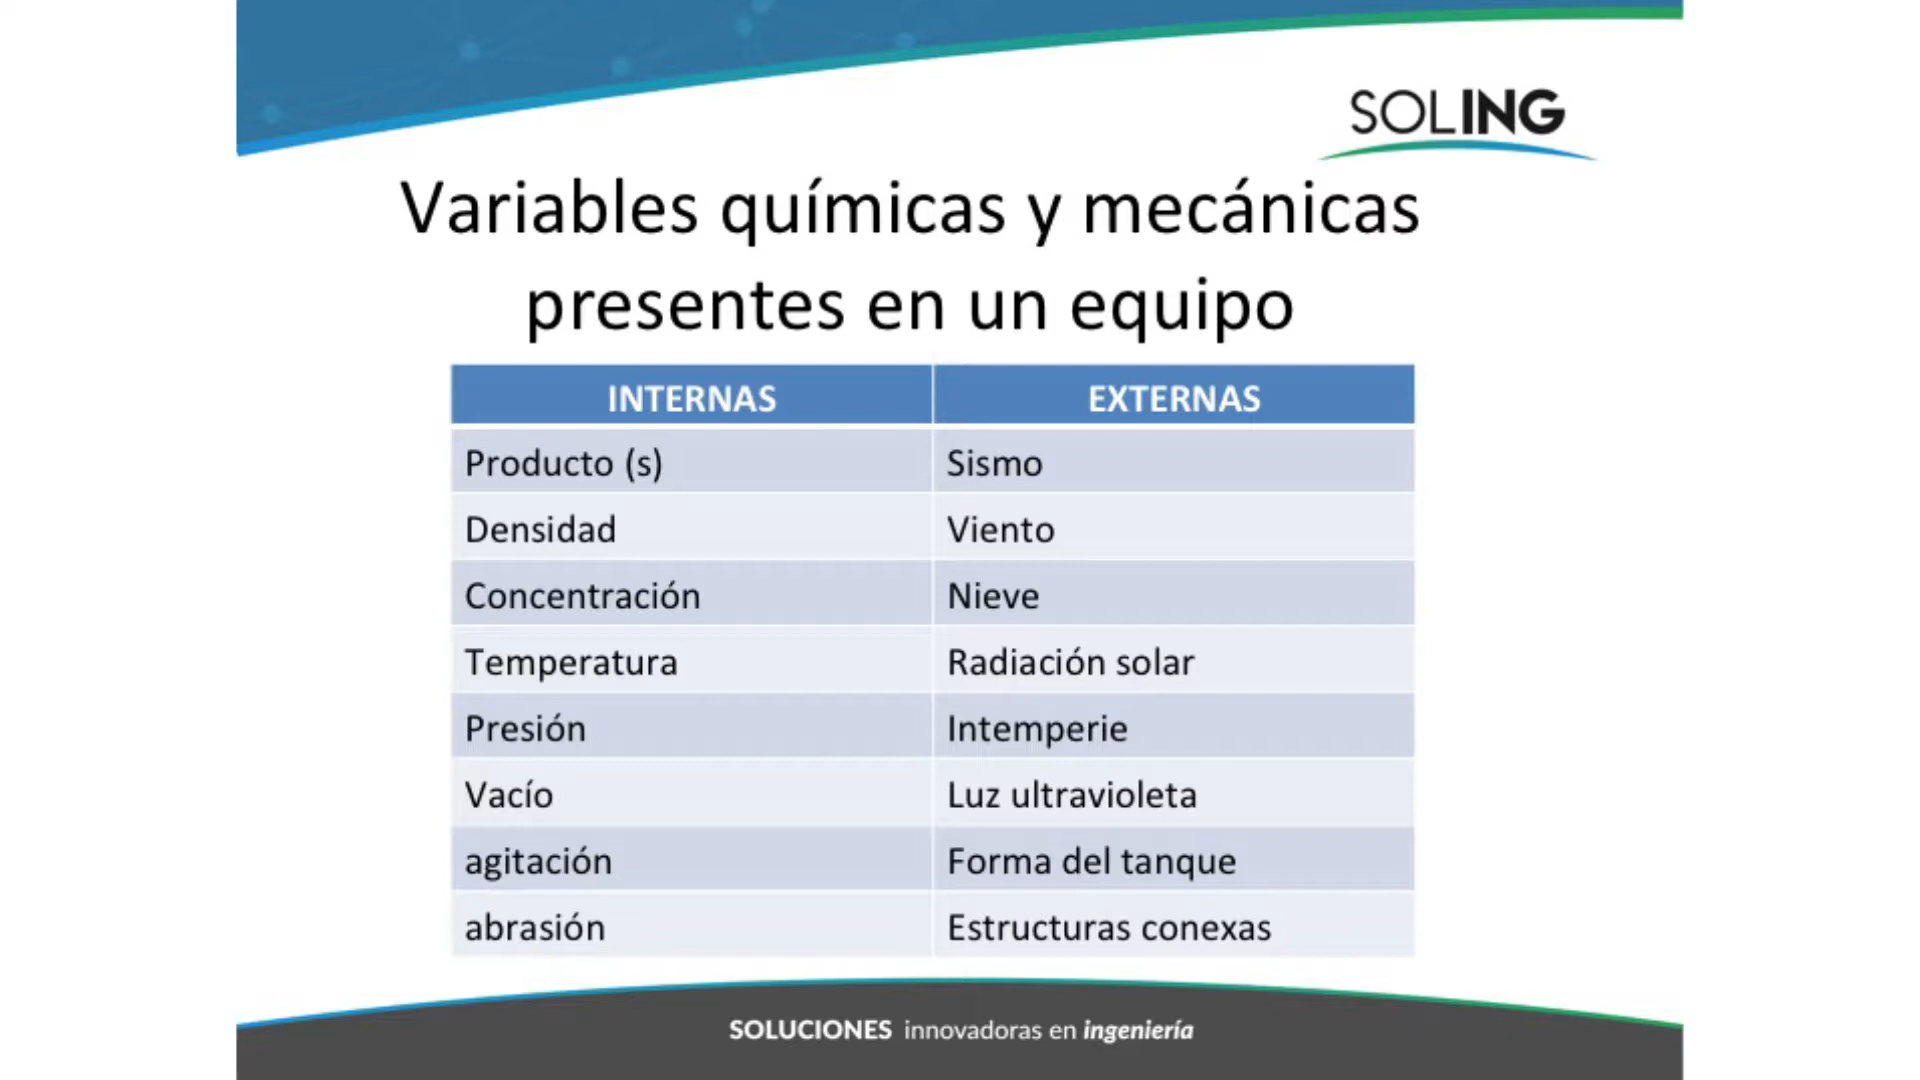 SOLING
Variables químicas y mecánicas
presentes en un equipo
INTERNAS EXTERNAS
Producto (s) Sismo
Densidad Viento
Concentración Nieve
Temperatura Radiación solar
Presión Intemperie
Vacío Luz ultravioleta
agitación Forma del tanque
abrasión Estructuras conexas
SOLUCIONES innovadoras en ingeniería